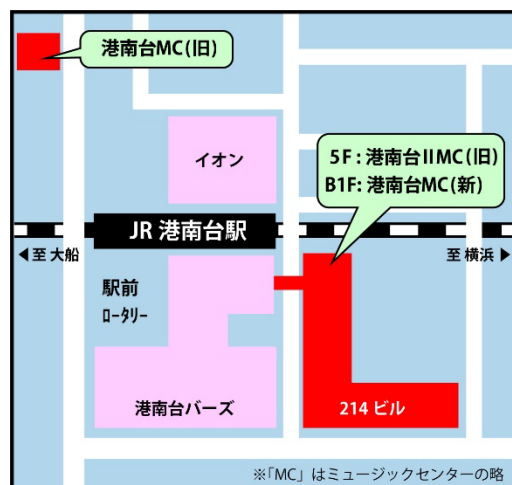 港南台MC(旧)
イオン
5F：港南台IIMC(旧)
B1F：港南台MC(新)
JR 港南台駅
◀至 大船
至 横浜 ▶
駅前
ロータリー
港南台バーズ
214 ビル
※「MC」はミュージックセンターの略